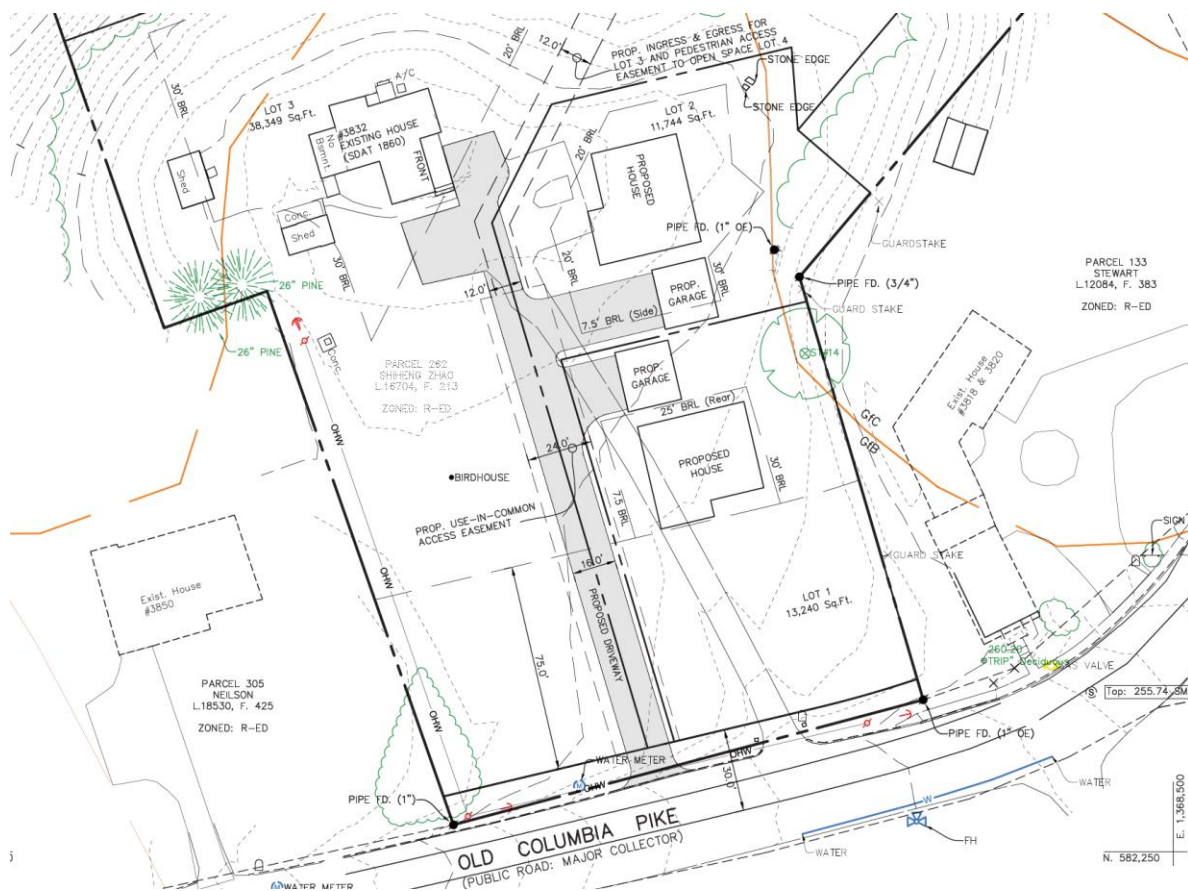 12.0'
20' BRL
PROP. INGRESS & EGRESS FOR
LOT 3 AND PEDESTRIAN ACCESS
EASEMENT TO OPEN SPACE LOT 4
STONE EDGE
STONE EDGE
30' BRL
LOT 3
38,349 Sq.Ft.
A/C
No
Bsmnt.
#3832
EXISTING HOUSE
(SDAT 1860)
FRONT
Shed
Conc.
Shed
30' BRL
LOT 2
11,744 Sq.Ft.
20' BRL
PROPOSED
HOUSE
PIPE FD. (1" OE)
20' BRL
30' BRL
GUARDSTAKE
PIPE FD. (3/4")
GUARD STAKE
PARCEL 133
STEWART
L.12084, F. 383
ZONED: R-ED
26" PINE
26" PINE
12.0'
PROP.
GARAGE
7.5' BRL (Side)
Conc.
PARCEL 262
SHIHENG ZHAO
L.16704, F. 213
ZONED: R-ED
PROP.
GARAGE
25' BRL (Rear)
Exist. House
#3818 & 3820
GfC
GfB
OHW
24.0'
BIRDHOUSE
PROPOSED
HOUSE
30' BRL
PROP. USE-IN-COMMON
ACCESS EASEMENT
7.5 BRL
SIGN
GUARD STAKE
Exist. House
#3850
OHW
16.0'
PROPOSED DRIVEWAY
LOT 1
13,240 Sq.Ft.
75.0'
260.20
Deciduous
AS VALVE
PARCEL 305
NEILSON
L.18530, F. 425
ZONED: R-ED
OHW
S
Top: 255.74 SM
PIPE FD. (1" OE)
OHW
WATER METER
M
OHW
30.0'
PIPE FD. (1")
WATER
W
FH
WATER
OLD COLUMBIA PIKE
(PUBLIC ROAD: MAJOR COLLECTOR)
E. 1,368,500
N. 582,250
M
WATER METER